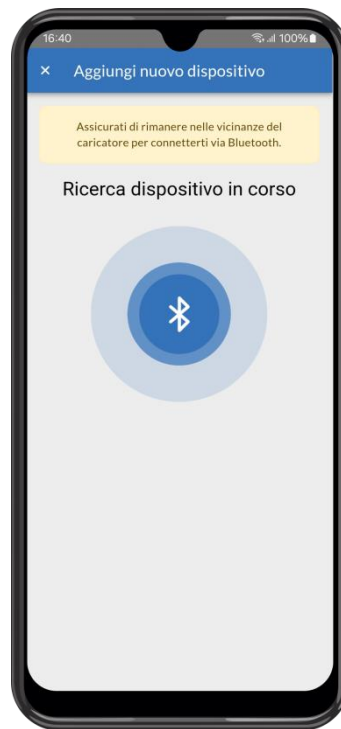 16:40
100%
× Aggiungi nuovo dispositivo
Assicurati di rimanere nelle vicinanze del
caricatore per connetterti via Bluetooth.
Ricerca dispositivo in corso